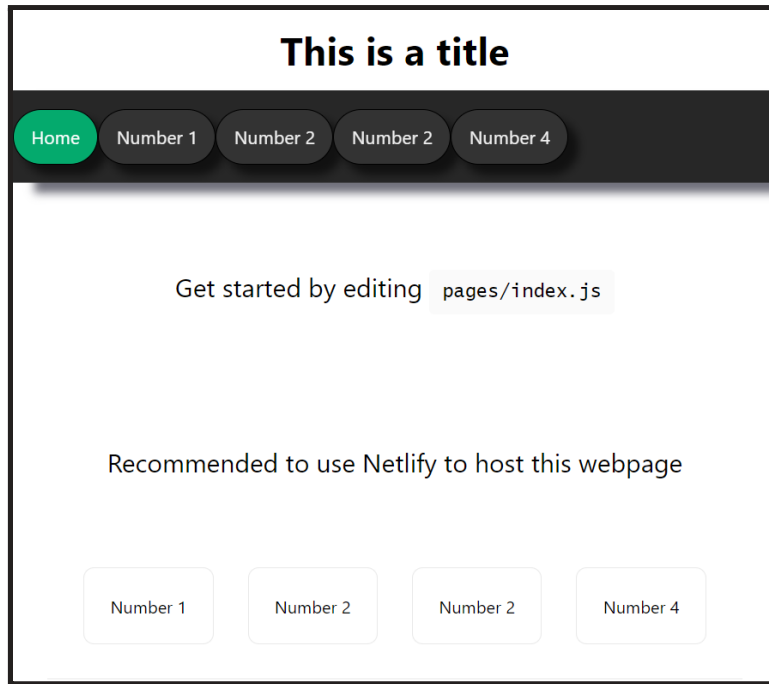 This is a title
Home Number 1 Number 2 Number 2 Number 4
Get started by editing pages/index.js
Recommended to use Netlify to host this webpage
Number 1 Number 2 Number 2 Number 4